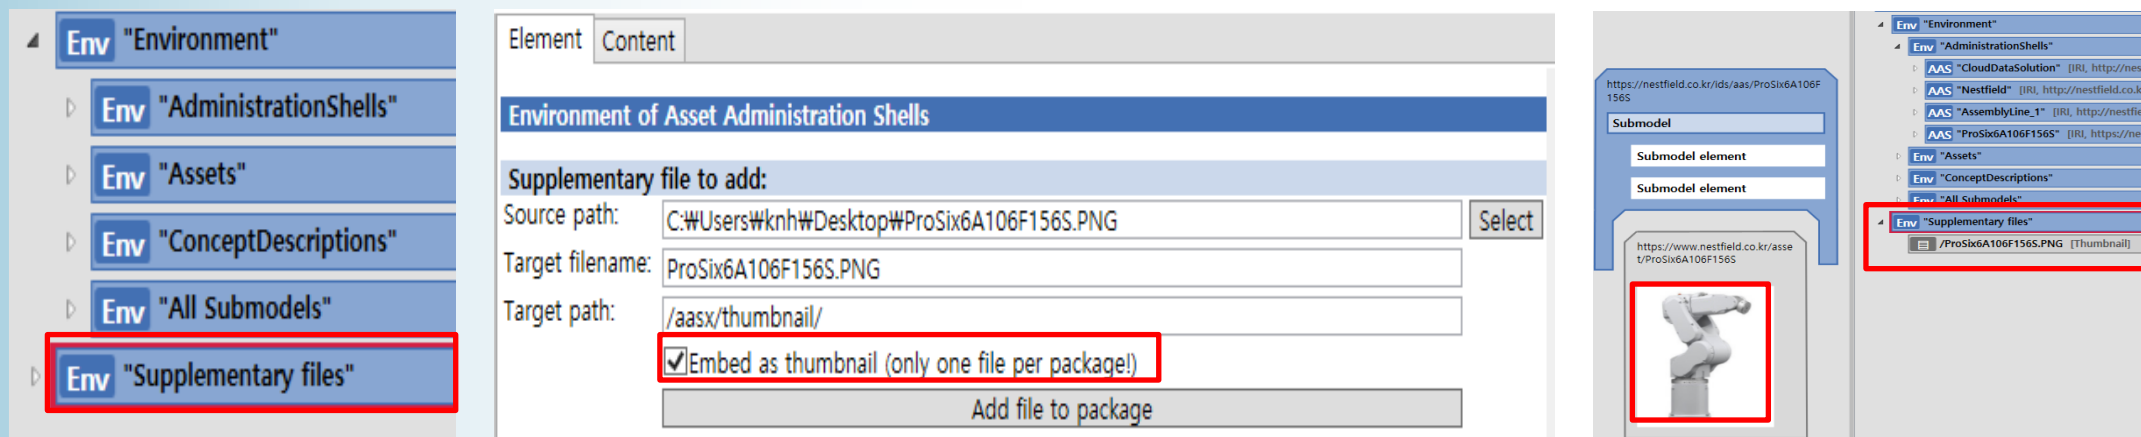 Env "Environment"
Env "AdministrationShells"
Env "Assets"
Env "ConceptDescriptions"
Env "All Submodels"
Env "Supplementary files"
Element Content
Environment of Asset Administration Shells
Supplementary file to add:
Source path: C:₩Users₩knh₩Desktop₩ProSix6A106F156S.PNG Select
Target filename: ProSix6A106F156S.PNG
Target path: /aasx/thumbnail/
Embed as thumbnail (only one file per package!)
Add file to package
https://nestfield.co.kr/ids/aas/ProSix6A106F
156S
Submodel
Submodel element
Submodel element
https://www.nestfield.co.kr/asse
t/ProSix6A106F156S
Env "Environment"
Env "AdministrationShells"
AAS "CloudDataSolution" [IRI, http://nes
AAS "Nestfield" [IRI, http://nestfield.co.k
AAS "AssemblyLine_1" [IRI, http://nestfie
AAS "ProSix6A106F156S" [IRI, https://ne
Env "Assets"
Env "ConceptDescriptions"
Env "All Submodels"
Env "Supplementary files"
/ProSix6A106F156S.PNG [Thumbnail]